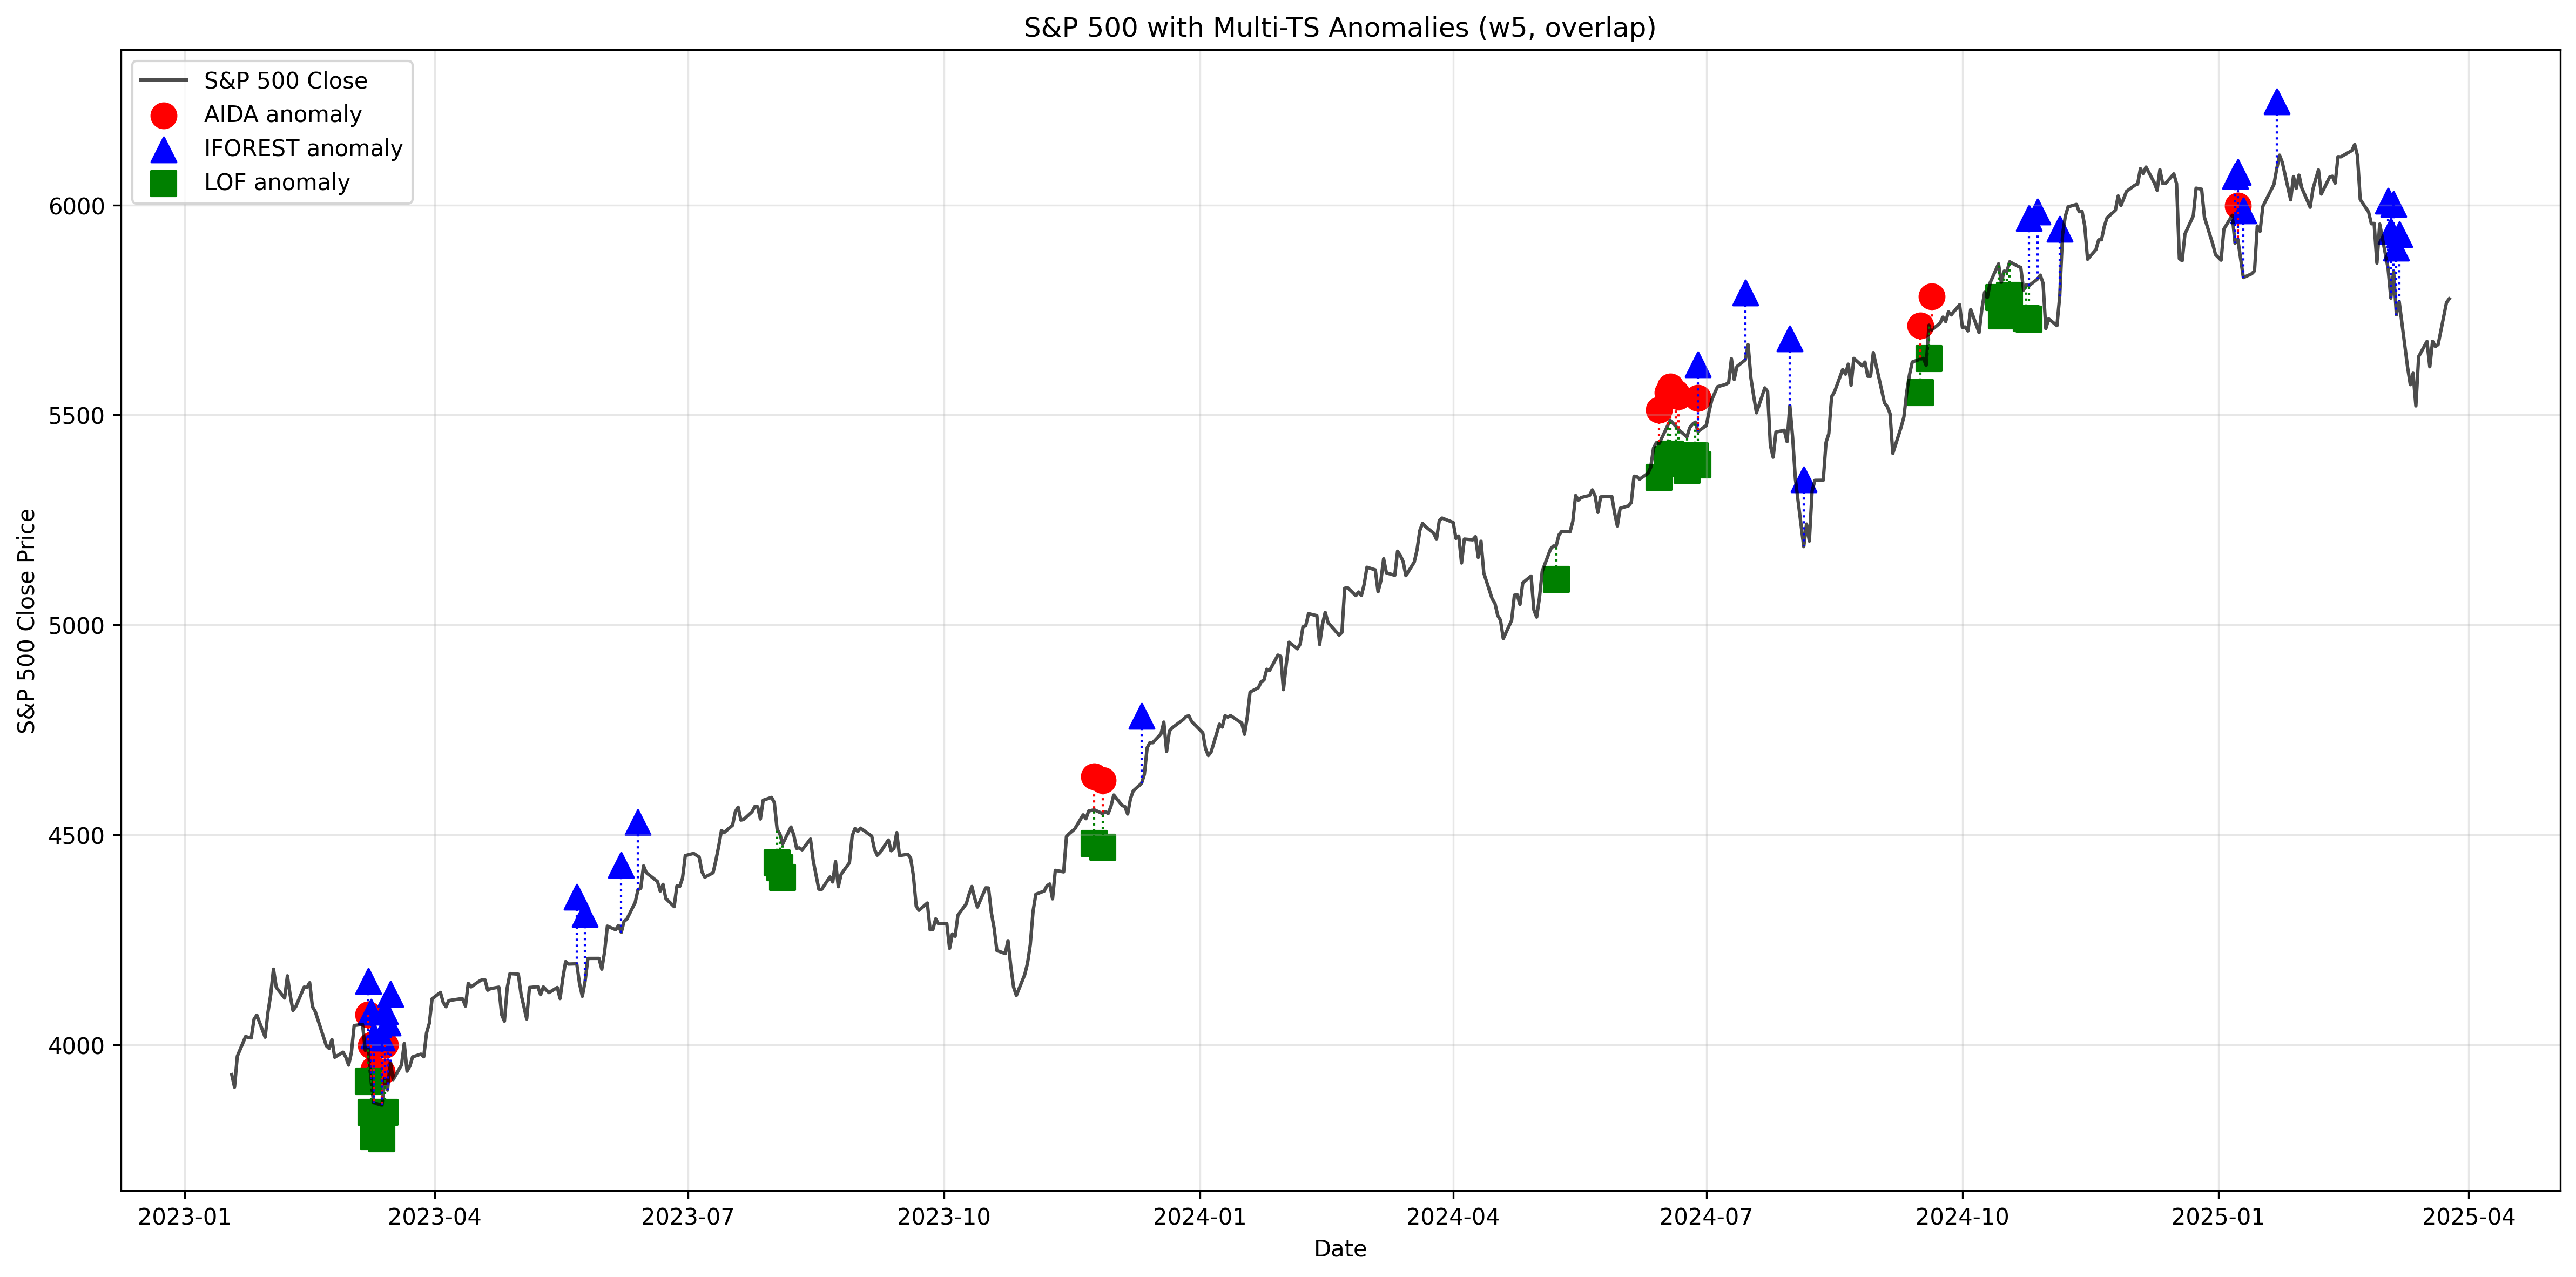 S&P 500 with Multi-TS Anomalies (w5, overlap)
S&P 500 Close
AIDA anomaly
IFOREST anomaly
LOF anomaly
S&P 500 Close Price
6000
5500
5000
4500
4000
2023-01
2023-04
2023-07
2023-10
2024-01
2024-04
2024-07
2024-10
2025-01
2025-04
Date